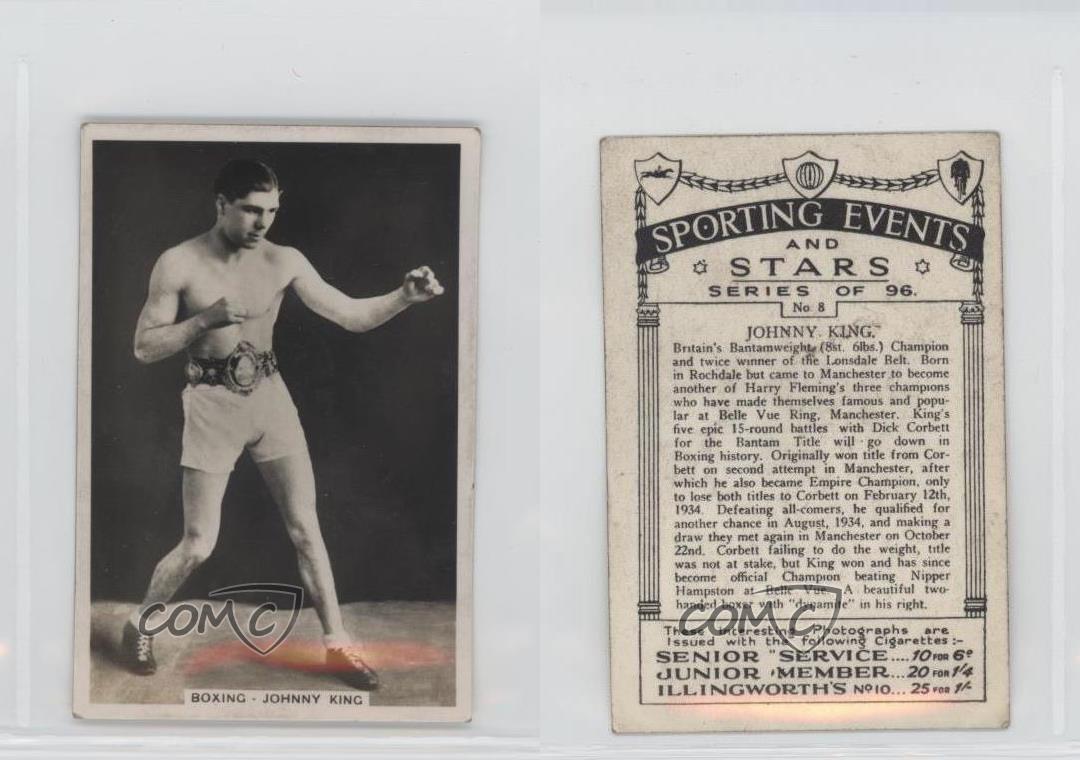 BOXING - JOHNNY KING
COMC
SPORTING EVENTS
AND
STARS
SERIES OF 96.
No 8
JOHNNY KING.
Britain's Bantamweight (8st. 6lbs.) Champion
and twice winner of the Lonsdale Belt. Born
in Rochdale but came to Manchester to become
another of Harry Fleming's three champions
who have made themselves famous and popu-
lar at Belle Vue Ring, Manchester. King's
five epic 15-round battles with Dick Corbett
for the Bantam Title will go down in
Boxing history. Originally won title from Cor-
bett on second attempt in Manchester, after
which he also became Empire Champion, only
to lose both titles to Corbett on February 12th,
1934. Defeating all-comers, he qualified for
another chance in August, 1934, and making a
draw they met again in Manchester on October
22nd. Corbett failing to do the weight, title
was not at stake, but King won and has since
become official Champion beating Nipper
Hampston at Belle Vue. A beautiful two-
handed boxer with "dynamite" in his right.
COMC
These Interesting Photographs are
Issued with the following Cigarettes:-
SENIOR SERVICE....10 FOR 6D
JUNIOR MEMBER...20 FOR 1/4
ILLINGWORTH'S No 10...25 FOR 1/-